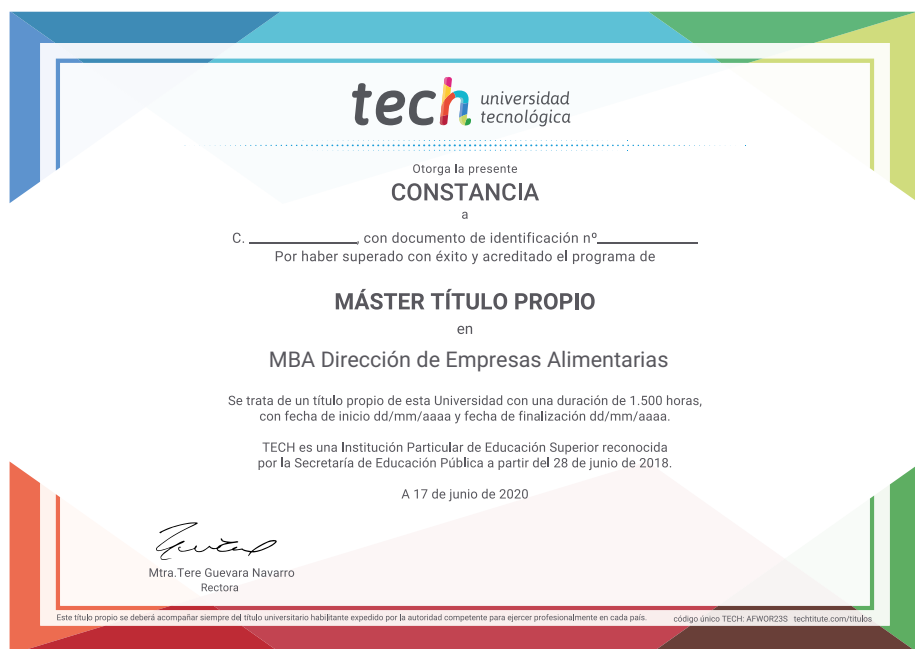 tech universidad
tecnológica
Otorga la presente
CONSTANCIA
a
C. ____________, con documento de identificación nº____________
Por haber superado con éxito y acreditado el programa de
MÁSTER TÍTULO PROPIO
en
MBA Dirección de Empresas Alimentarias
Se trata de un título propio de esta Universidad con una duración de 1.500 horas,
con fecha de inicio dd/mm/aaaa y fecha de finalización dd/mm/aaaa.
TECH es una Institución Particular de Educación Superior reconocida
por la Secretaría de Educación Pública a partir del 28 de junio de 2018.
A 17 de junio de 2020
Mtra.Tere Guevara Navarro
Rectora
Este título propio se deberá acompañar siempre del título universitario habilitante expedido por la autoridad competente para ejercer profesionalmente en cada país. código único TECH: AFWOR23S techtitute.com/titulos